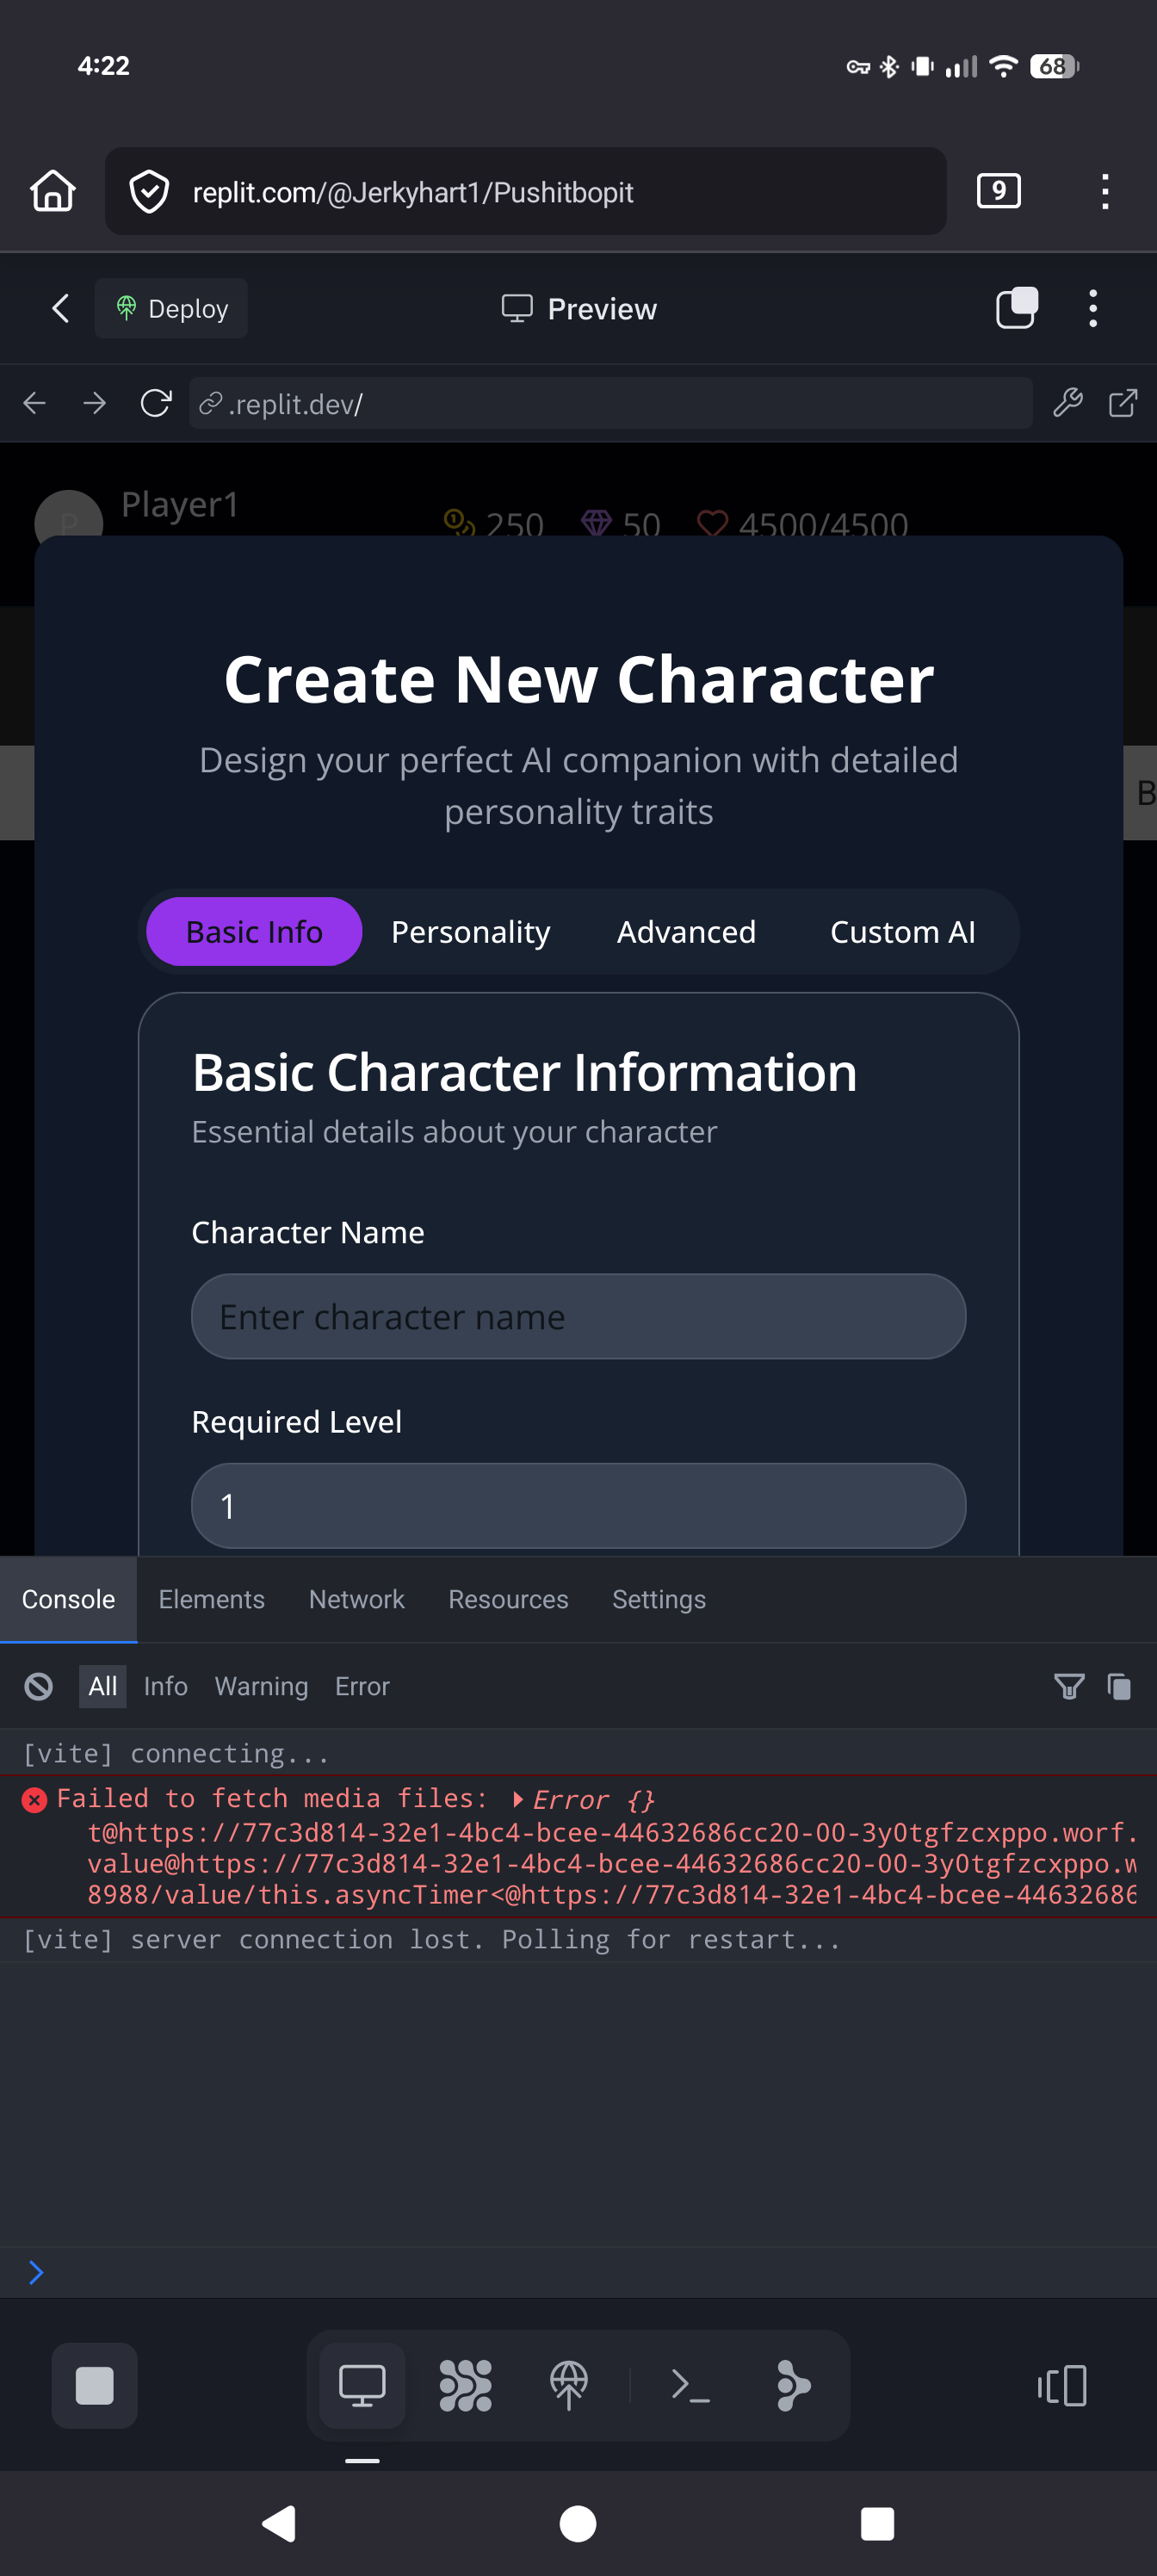 4:22
68
replit.com/@Jerkyhart1/Pushitbopit
9
Deploy
Preview
.replit.dev/
P
Player1
250
50
4500/4500
Create New Character
Design your perfect AI companion with detailed
personality traits
B
Basic Info
Personality
Advanced
Custom AI
Basic Character Information
Essential details about your character
Character Name
Enter character name
Required Level
1
Console
Elements
Network
Resources
Settings
All
Info
Warning
Error
[vite] connecting...
Failed to fetch media files: Error {}
t@https://77c3d814-32e1-4bc4-bcee-44632686cc20-00-3y0tgfzcxppo.worf.
value@https://77c3d814-32e1-4bc4-bcee-44632686cc20-00-3y0tgfzcxppo.w
8988/value/this.asyncTimer<@https://77c3d814-32e1-4bc4-bcee-44632686
[vite] server connection lost. Polling for restart...